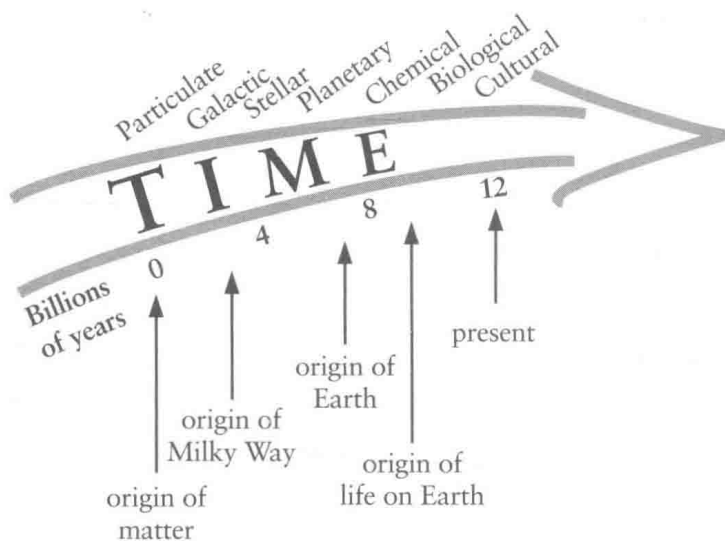 Particulate
Galactic
Stellar
Planetary
Chemical
Biological
Cultural
TIME
0 4 8 12
Billions
of years
origin of
matter
origin of
Milky Way
origin of
Earth
origin of
life on Earth
present